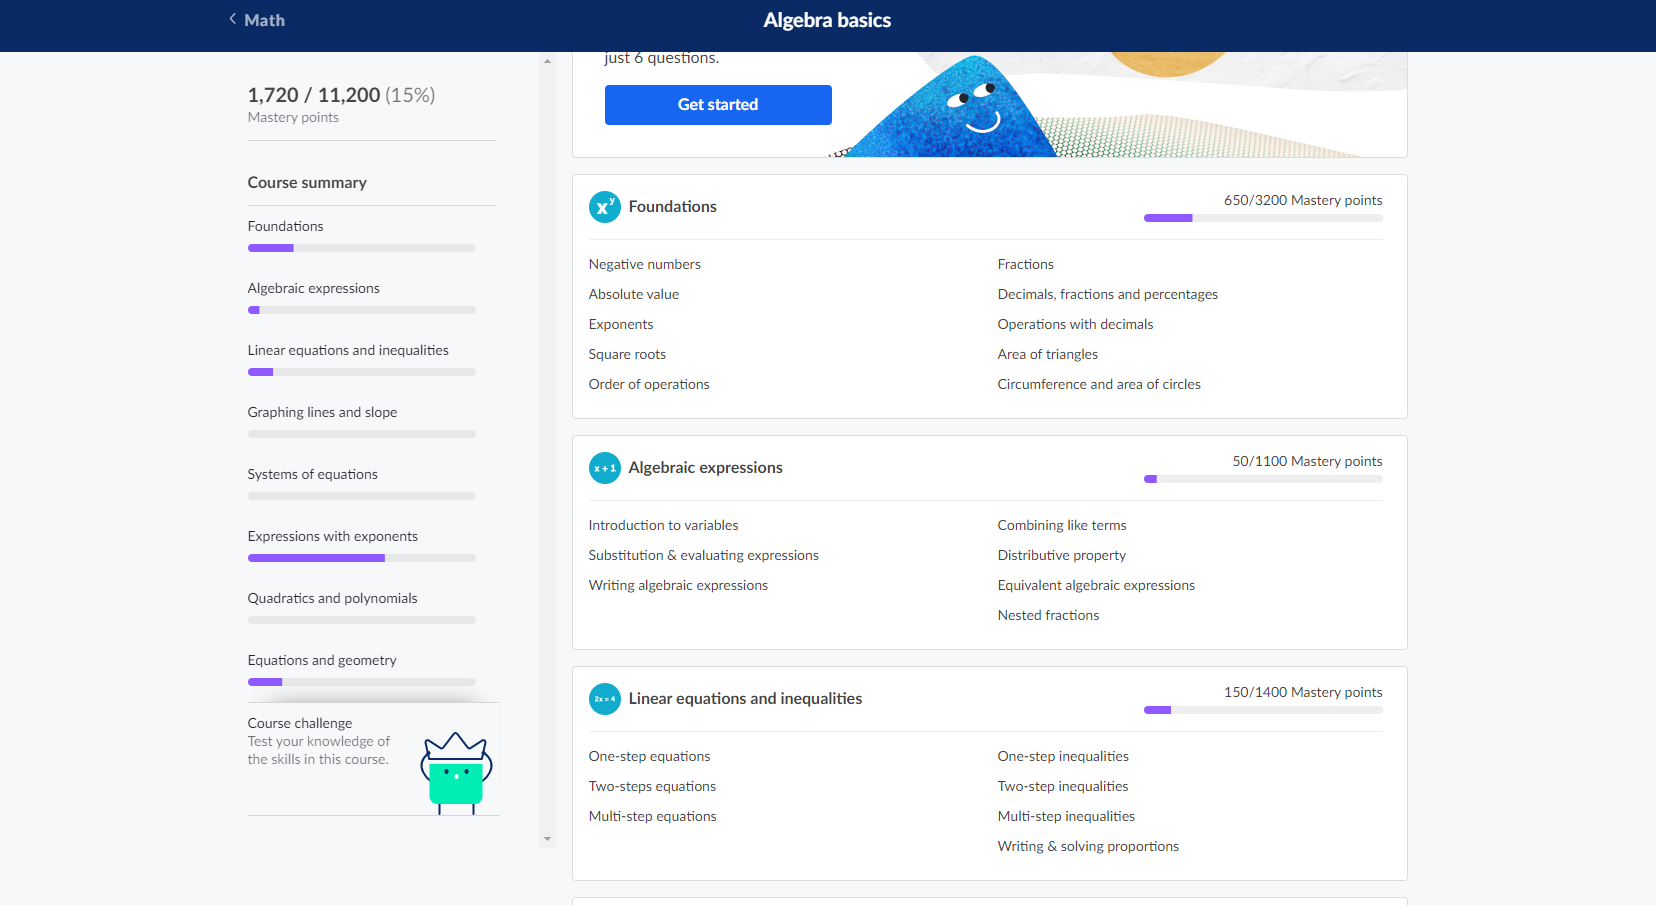 Math
Algebra basics
1,720 / 11,200 (15%)
Mastery points
Course summary
Foundations
Algebraic expressions
Linear equations and inequalities
Graphing lines and slope
Systems of equations
Expressions with exponents
Quadratics and polynomials
Equations and geometry
Course challenge
Test your knowledge of
the skills in this course.
just 6 questions.
Get started
xʸ
Foundations
650/3200 Mastery points
Negative numbers
Absolute value
Exponents
Square roots
Order of operations
Fractions
Decimals, fractions and percentages
Operations with decimals
Area of triangles
Circumference and area of circles
x + 1
Algebraic expressions
50/1100 Mastery points
Introduction to variables
Substitution & evaluating expressions
Writing algebraic expressions
Combining like terms
Distributive property
Equivalent algebraic expressions
Nested fractions
2x = 4
Linear equations and inequalities
150/1400 Mastery points
One-step equations
Two-steps equations
Multi-step equations
One-step inequalities
Two-step inequalities
Multi-step inequalities
Writing & solving proportions